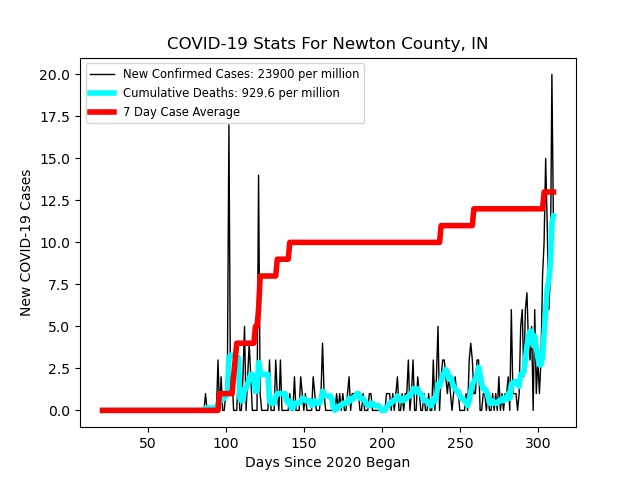 COVID-19 Stats For Newton County, IN
New Confirmed Cases: 23900 per million
Cumulative Deaths: 929.6 per million
7 Day Case Average
New COVID-19 Cases
20.0
17.5
15.0
12.5
10.0
7.5
5.0
2.5
0.0
50
100
150
200
250
300
Days Since 2020 Began